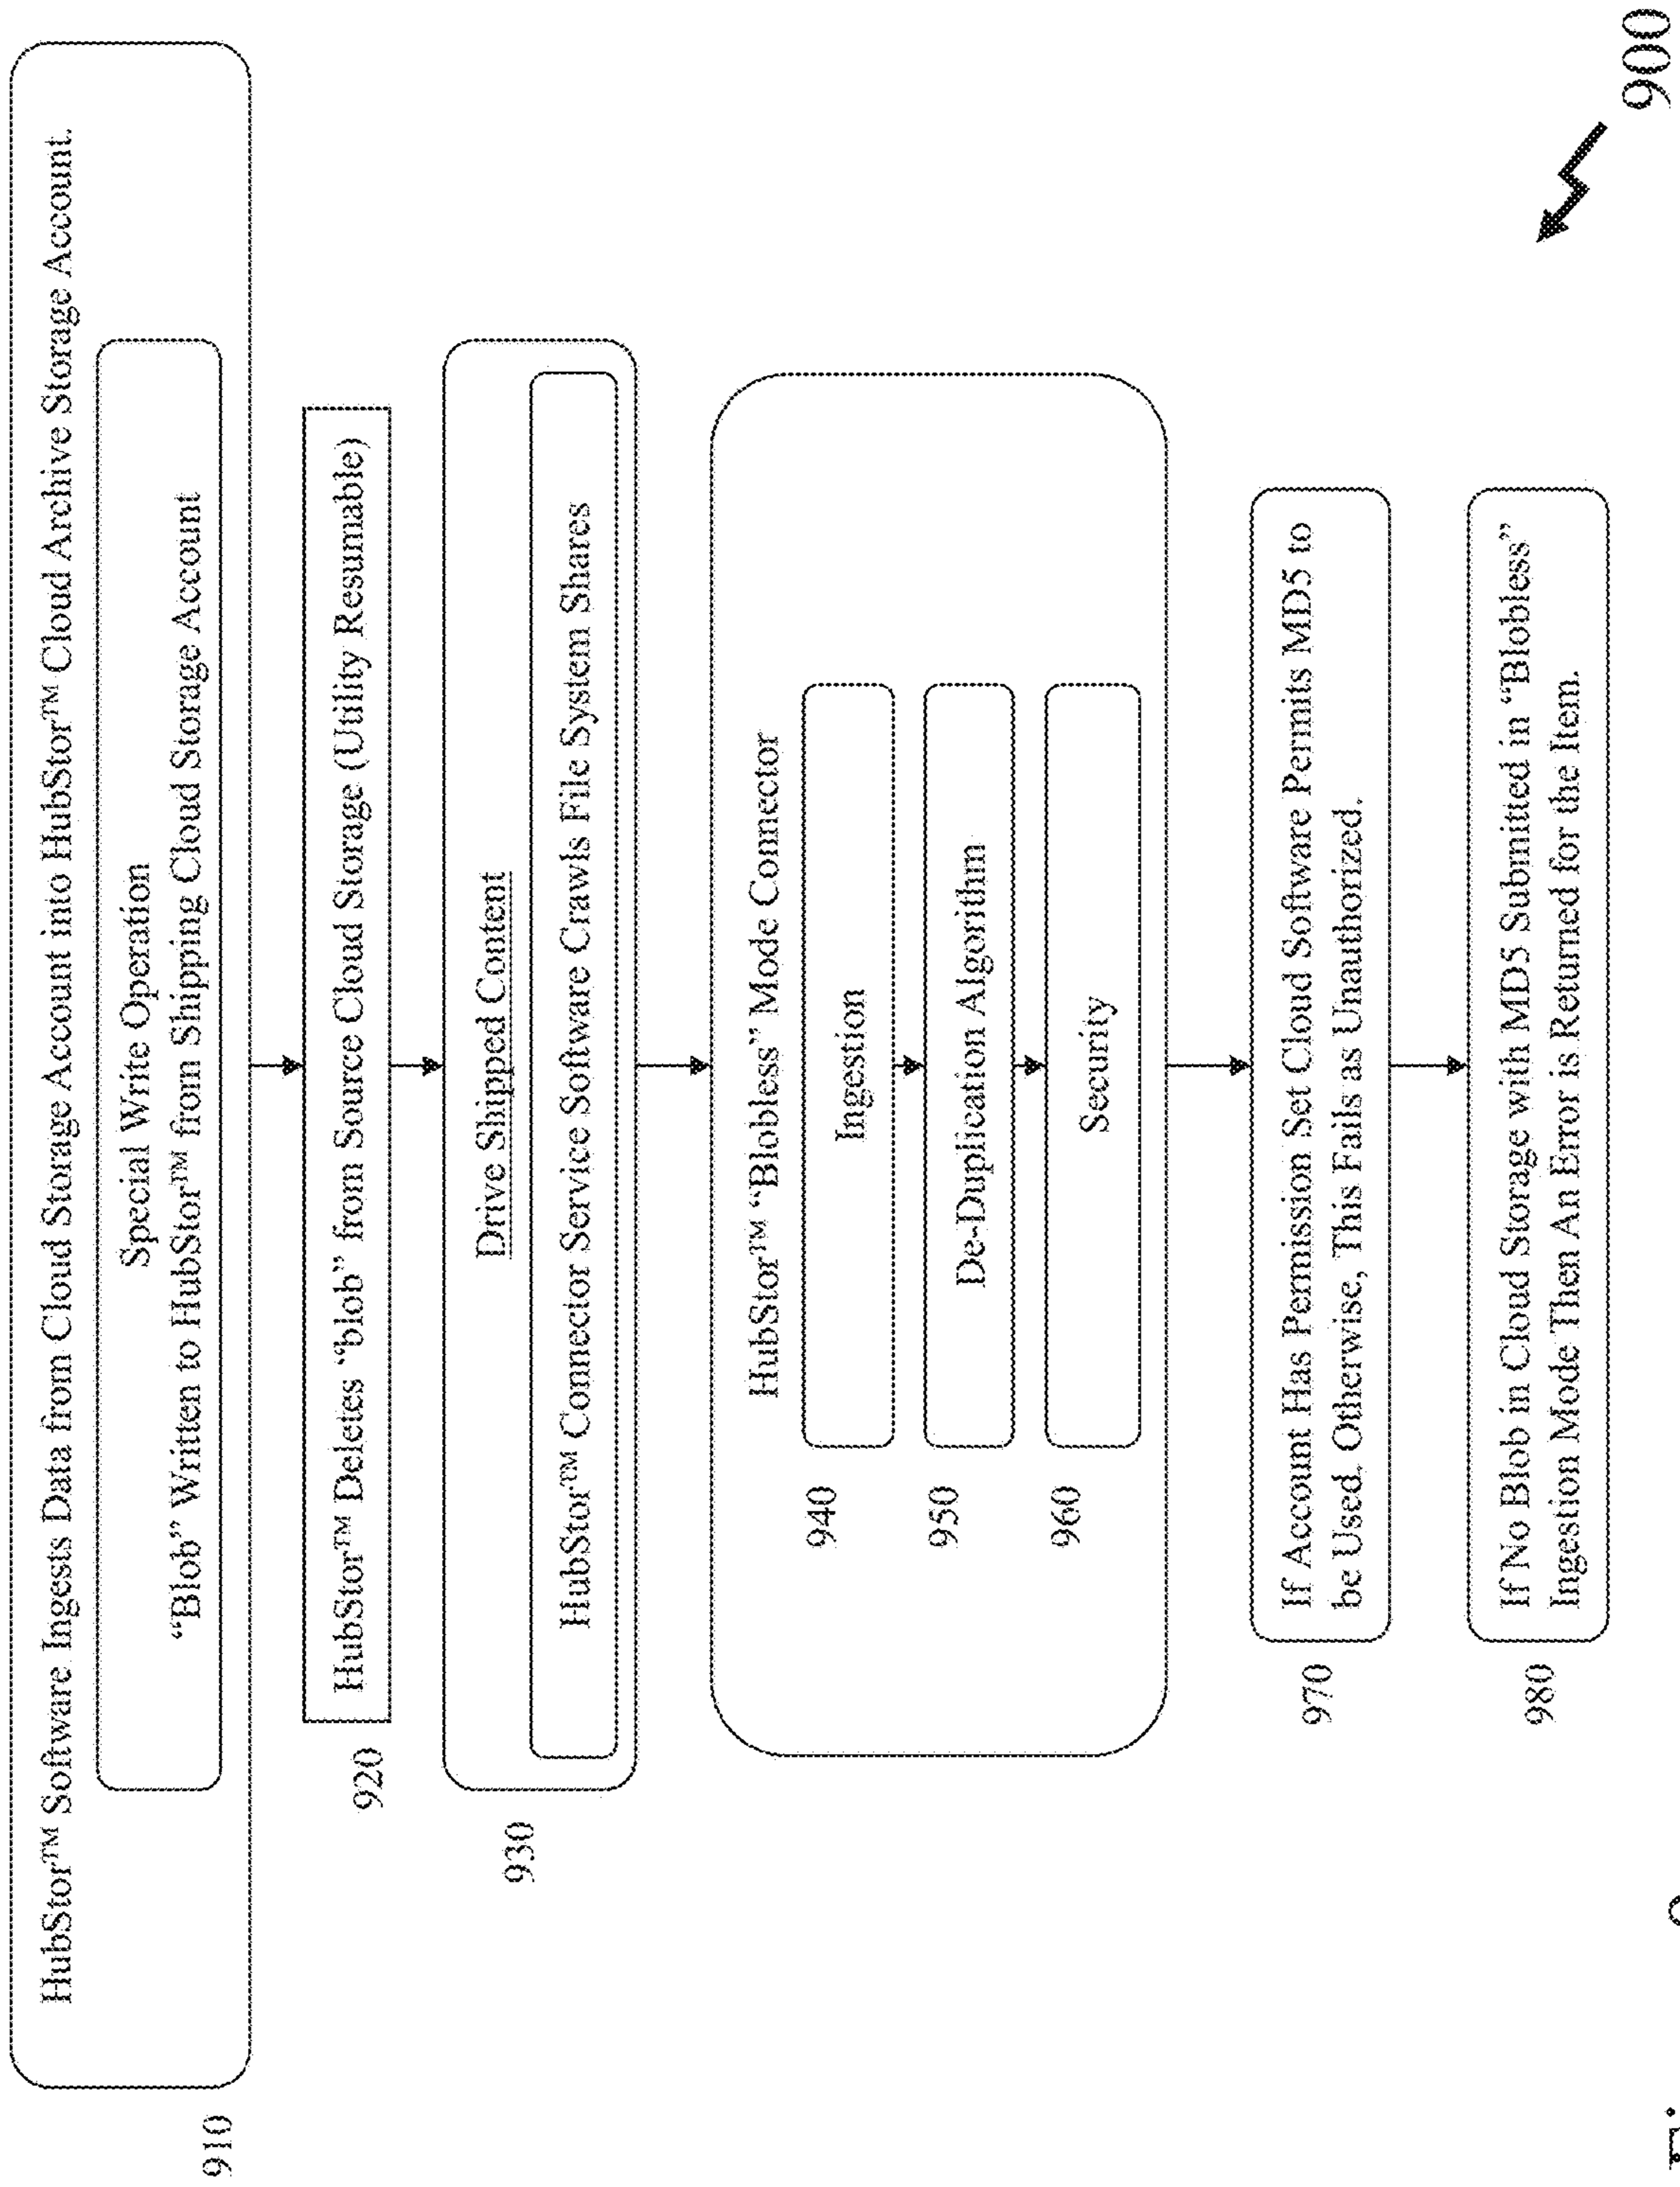 HubStor™ Software Ingests Data from Cloud Storage Account into HubStor™ Cloud Archive Storage Account.
Special Write Operation
“Blob” Written to HubStor™ from Shipping Cloud Storage Account
910
HubStor™ Deletes “blob” from Source Cloud Storage (Utility Resumable)
920
Drive Shipped Content
HubStor™ Connector Service Software Crawls File System Shares
930
HubStor™ “Blobless” Mode Connector
940
Ingestion
950
De-Duplication Algorithm
960
Security
If Account Has Permission Set Cloud Software Permits MD5 to
be Used. Otherwise, This Fails as Unauthorized.
970
If No Blob in Cloud Storage with MD5 Submitted in “Blobless”
Ingestion Mode Then An Error is Returned for the Item.
980
900